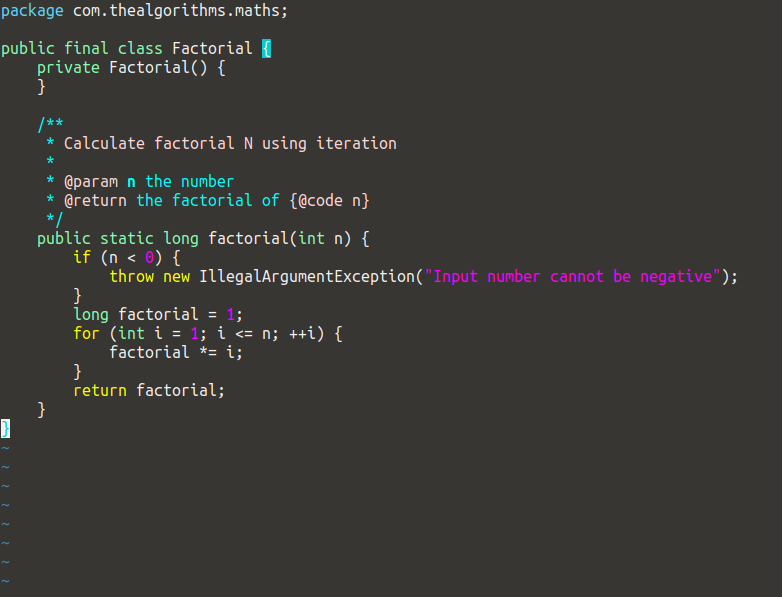 package com.thealgorithms.maths;

public final class Factorial {
    private Factorial() {
    }

    /**
     * Calculate factorial N using iteration
     *
     * @param n the number
     * @return the factorial of {@code n}
     */
    public static long factorial(int n) {
        if (n < 0) {
            throw new IllegalArgumentException("Input number cannot be negative");
        }
        long factorial = 1;
        for (int i = 1; i <= n; ++i) {
            factorial *= i;
        }
        return factorial;
    }
}
~
~
~
~
~
~
~
~